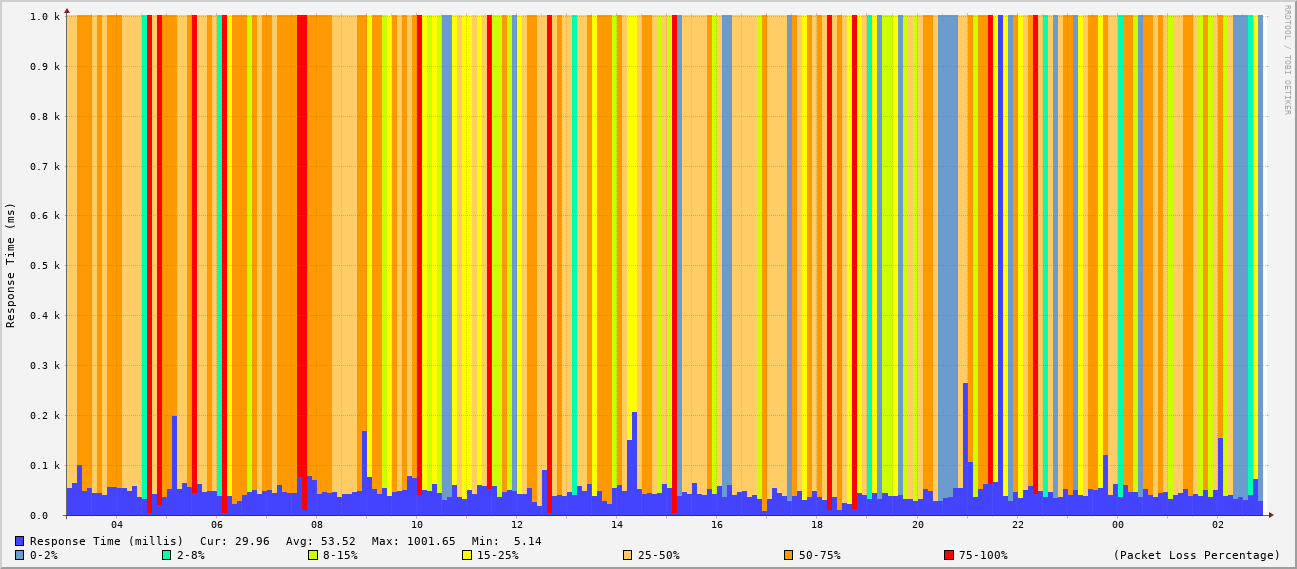 RRDTOOL / TOBI OETIKER
Response Time (ms)
1.0 k
0.9 k
0.8 k
0.7 k
0.6 k
0.5 k
0.4 k
0.3 k
0.2 k
0.1 k
0.0
04 06 08 10 12 14 16 18 20 22 00 02
Response Time (millis) Cur: 29.96 Avg: 53.52 Max: 1001.65 Min: 5.14
0-2% 2-8% 8-15% 15-25% 25-50% 50-75% 75-100% (Packet Loss Percentage)